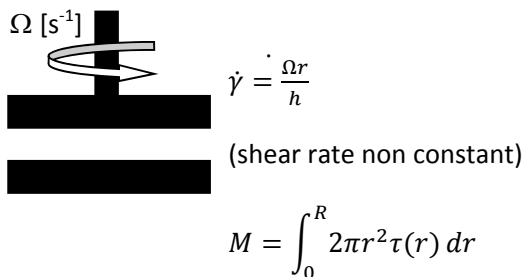 Ω [s⁻¹]
γ̇ = Ωr/h
(shear rate non constant)
M = ∫₀ᴿ 2πr²τ(r) dr